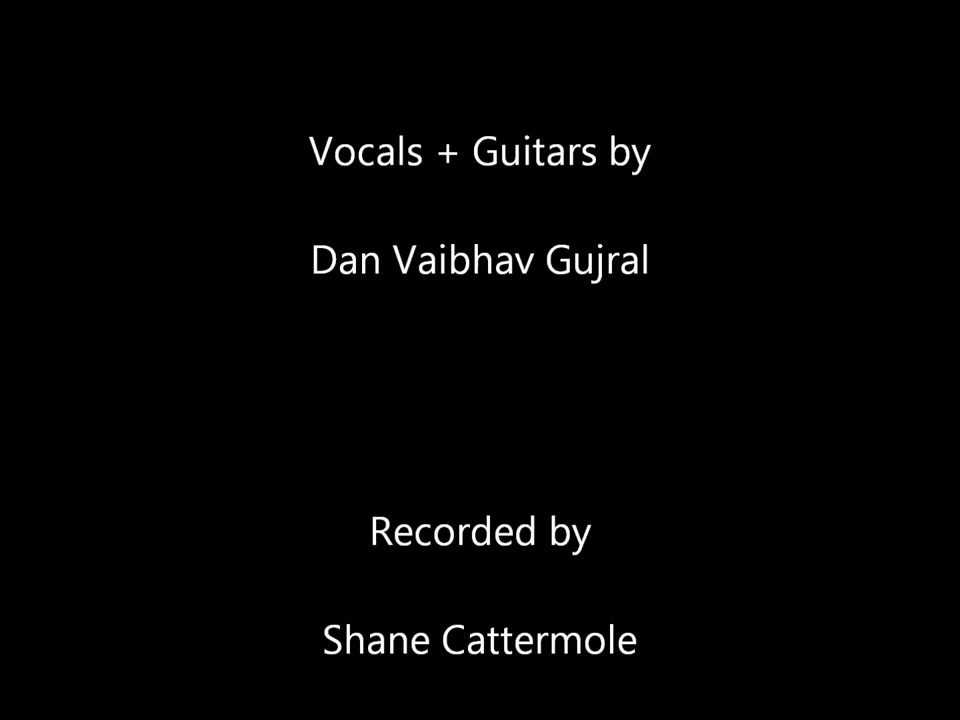 Vocals + Guitars by
Dan Vaibhav Gujral
Recorded by
Shane Cattermole